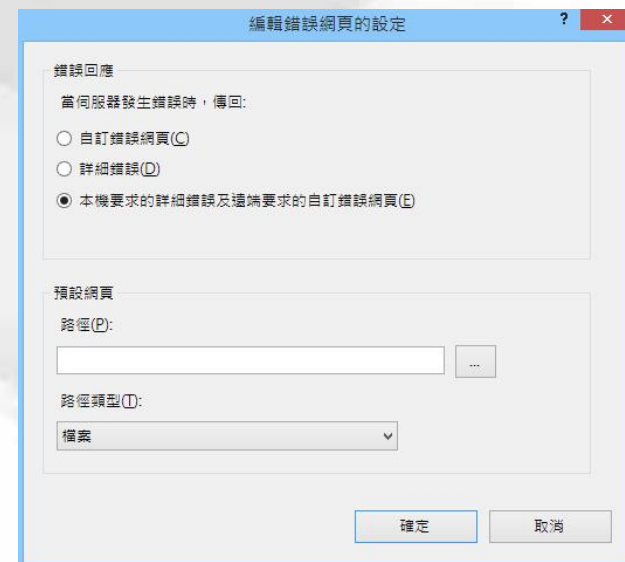 編輯錯誤網頁的設定
?
錯誤回應
當伺服器發生錯誤時，傳回:
自訂錯誤網頁(C)
詳細錯誤(D)
本機要求的詳細錯誤及遠端要求的自訂錯誤網頁(E)
預設網頁
路徑(P):
...
路徑類型(T):
檔案
確定
取消